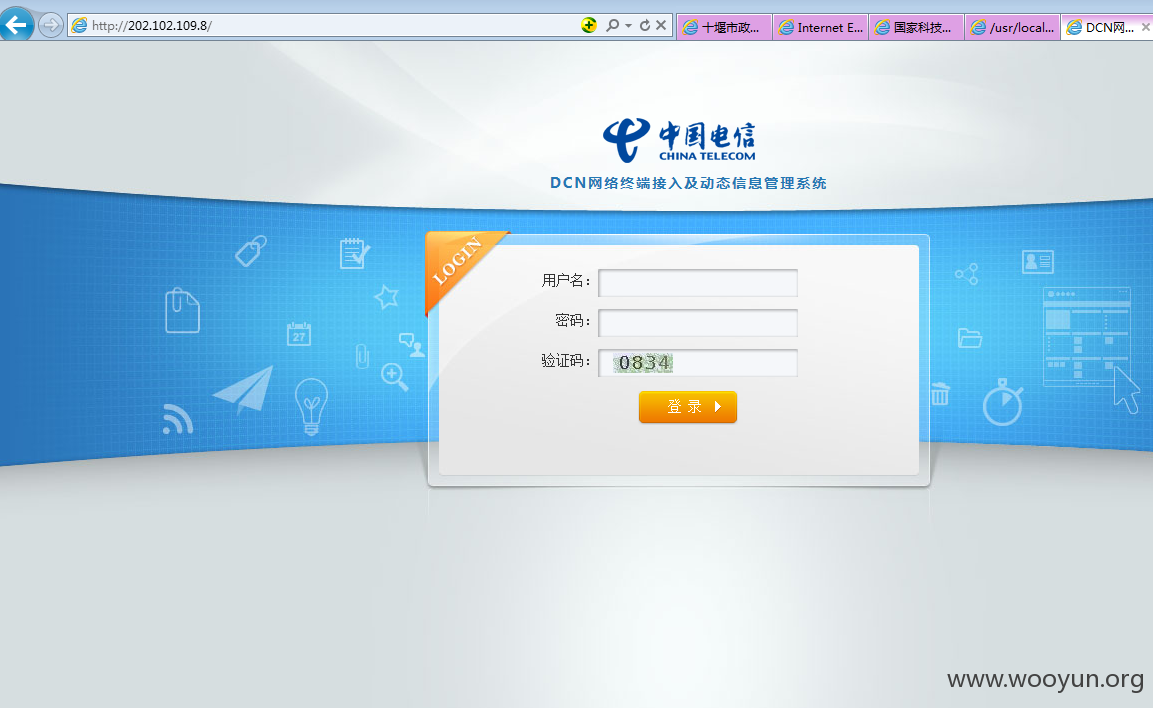 http://202.102.109.8/
十堰市政...
Internet E...
国家科技...
/usr/local...
DCN网...
中国电信
CHINA TELECOM
DCN网络终端接入及动态信息管理系统
LOGIN
用户名：
密码：
验证码：
0834
登 录
27
www.wooyun.org